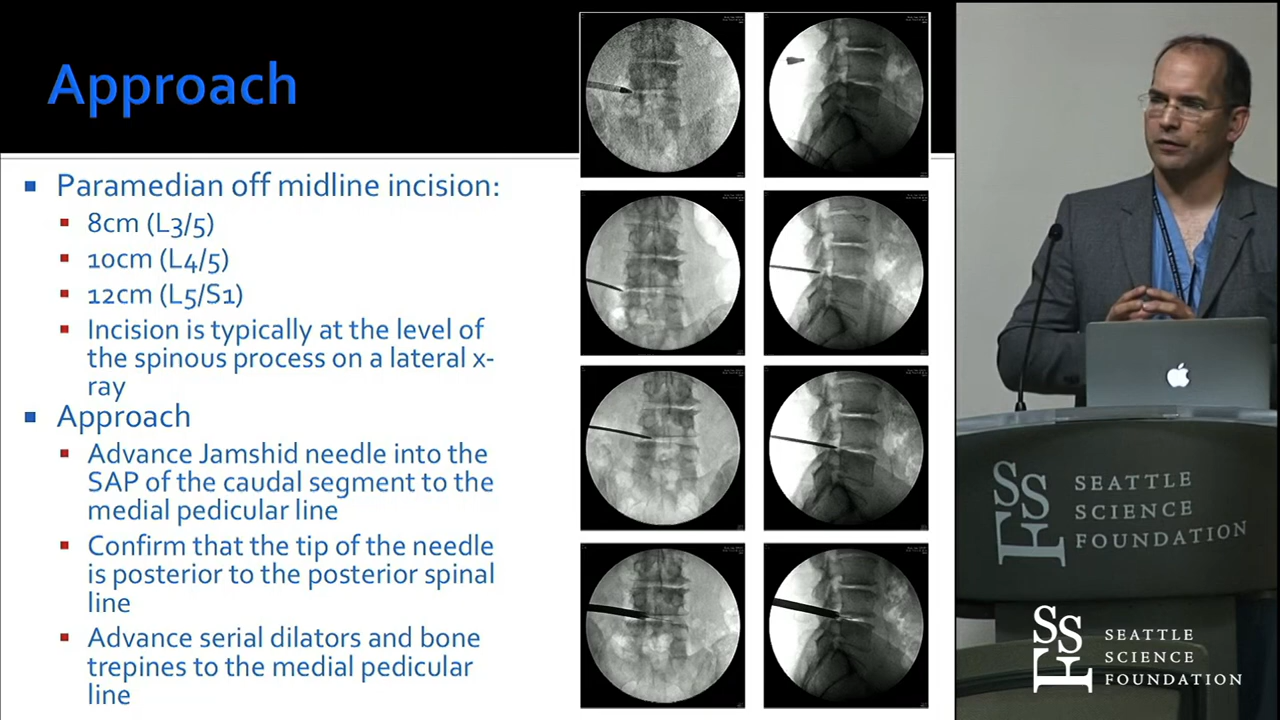 Approach
Paramedian off midline incision:
8cm (L3/5)
10cm (L4/5)
12cm (L5/S1)
Incision is typically at the level of
the spinous process on a lateral x-
ray
Approach
Advance Jamshid needle into the
SAP of the caudal segment to the
medial pedicular line
Confirm that the tip of the needle
is posterior to the posterior spinal
line
Advance serial dilators and bone
trepines to the medial pedicular
line
SSF
SEATTLE
SCIENCE
FOUNDATION
SSF
SEATTLE
SCIENCE
FOUNDATION